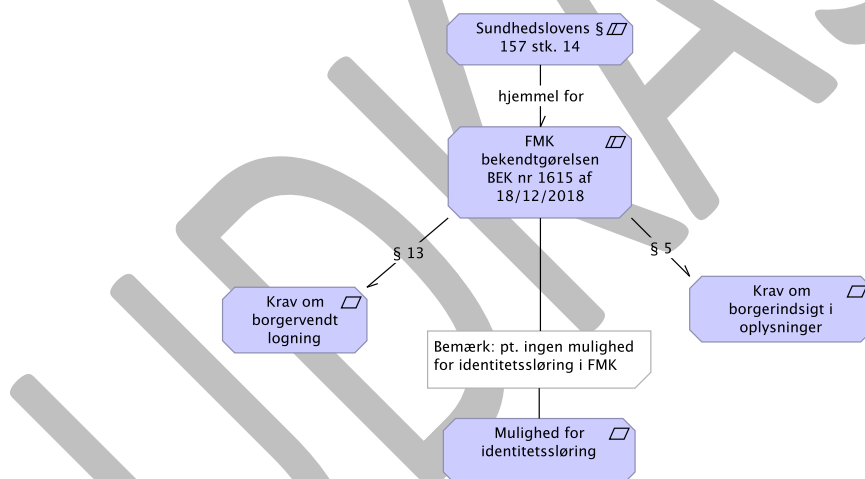 Sundhedslovens §
157 stk. 14
hjemmel for
FMK
bekendtgørelsen
BEK nr 1615 af
18/12/2018
§ 13
§ 5
Krav om
borgervendt
logning
Krav om
borgerindsigt i
oplysninger
Bemærk: pt. ingen mulighed
for identitetssløring i FMK
Mulighed for
identitetssløring